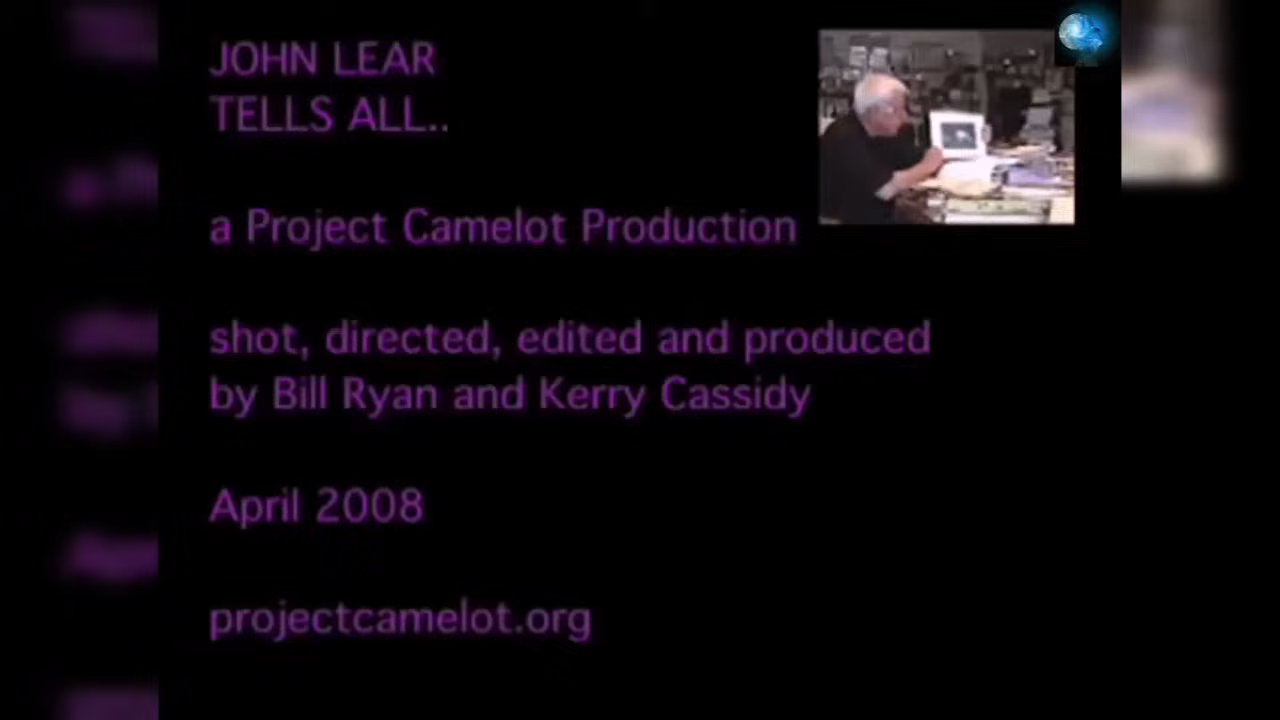 JOHN LEAR
TELLS ALL..
a Project Camelot Production
shot, directed, edited and produced
by Bill Ryan and Kerry Cassidy
April 2008
projectcamelot.org